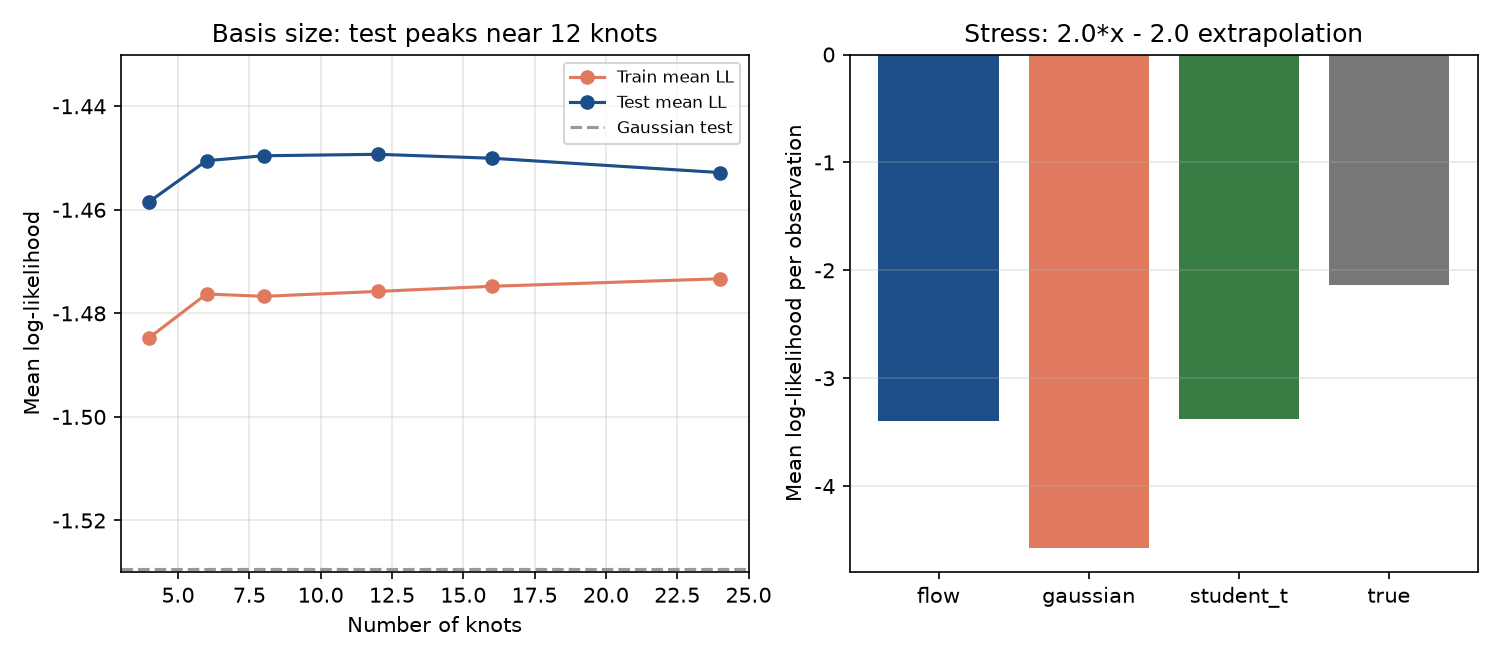 Basis size: test peaks near 12 knots
Train mean LL
Test mean LL
Gaussian test
Mean log-likelihood
-1.44
-1.46
-1.48
-1.50
-1.52
5.0 7.5 10.0 12.5 15.0 17.5 20.0 22.5 25.0
Number of knots
Stress: 2.0*x - 2.0 extrapolation
Mean log-likelihood per observation
0
-1
-2
-3
-4
flow gaussian student_t true